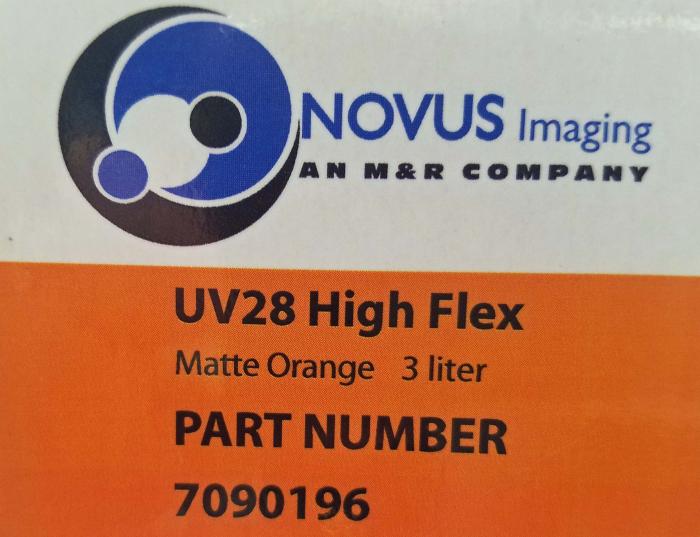 NOVUS Imaging
AN M&R COMPANY
UV28 High Flex
Matte Orange 3 liter
PART NUMBER
7090196